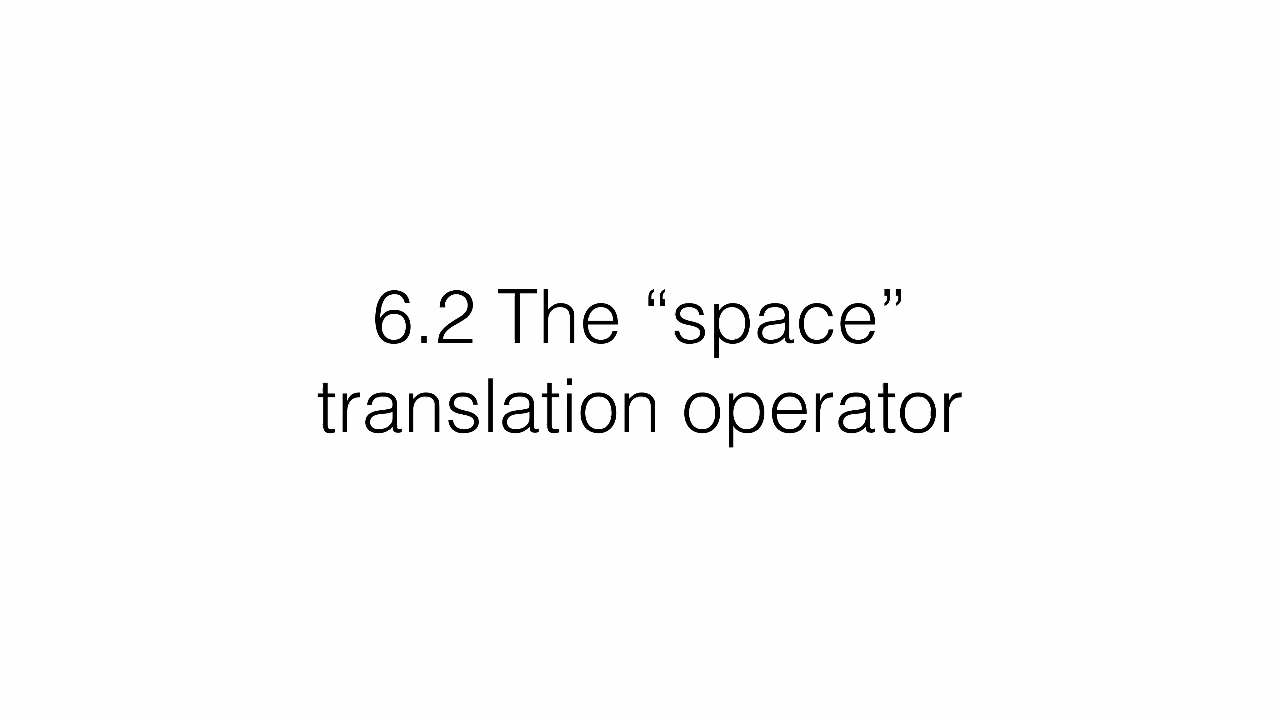 6.2 The “space”
translation operator